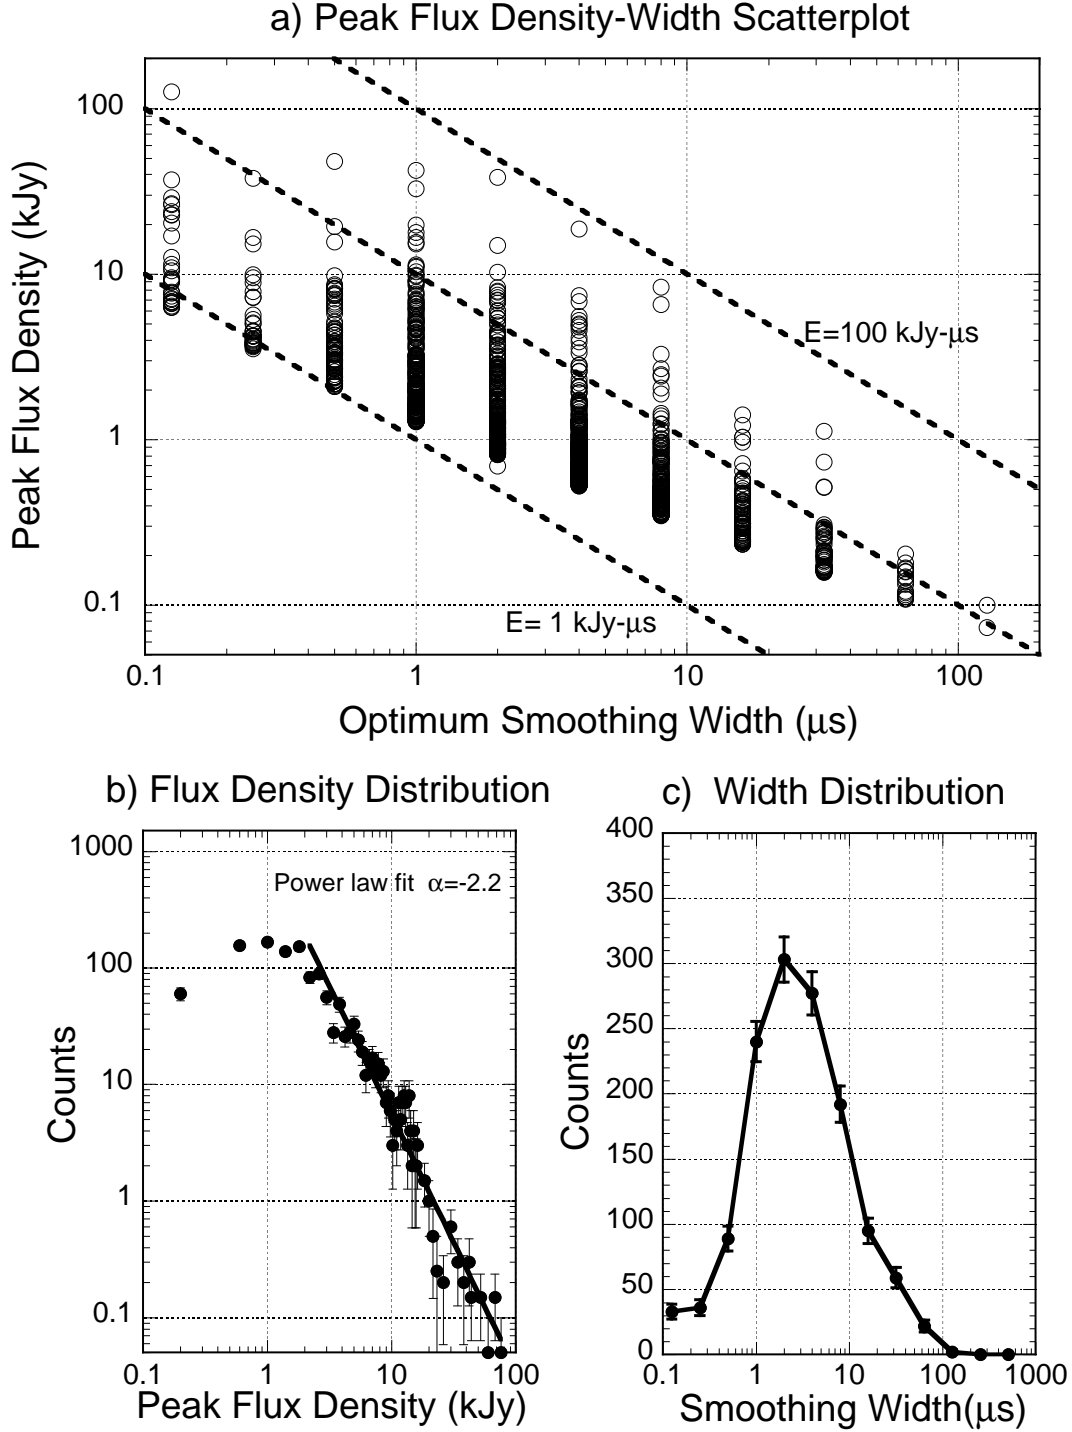 a) Peak Flux Density-Width Scatterplot
Peak Flux Density (kJy)
100
10
1
0.1
E=100 kJy-μs
E= 1 kJy-μs
0.1
1
10
100
Optimum Smoothing Width (μs)
b) Flux Density Distribution
Counts
1000
100
10
1
0.1
Power law fit α=-2.2
0.1
1
10
100
Peak Flux Density (kJy)
c) Width Distribution
Counts
400
350
300
250
200
150
100
50
0
0.1
1
10
100
1000
Smoothing Width(μs)